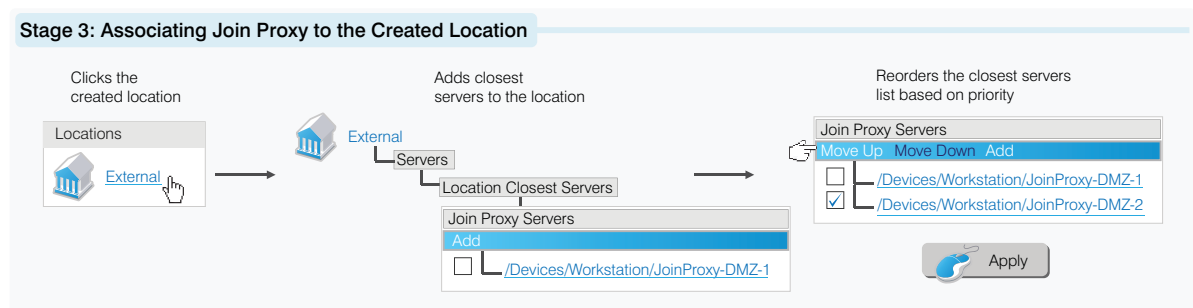 Stage 3: Associating Join Proxy to the Created Location
Clicks the
created location
Locations
External
Adds closest
servers to the location
External
Servers
Location Closest Servers
Join Proxy Servers
Add
/Devices/Workstation/JoinProxy-DMZ-1
Reorders the closest servers
list based on priority
Join Proxy Servers
Move Up Move Down Add
/Devices/Workstation/JoinProxy-DMZ-1
/Devices/Workstation/JoinProxy-DMZ-2
Apply